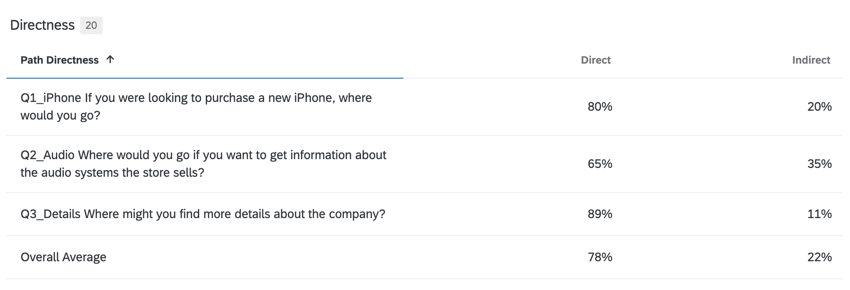 Directness 20
Path Directness ↑ Direct Indirect
Q1_iPhone If you were looking to purchase a new iPhone, where
would you go? 80% 20%
Q2_Audio Where would you go if you want to get information about
the audio systems the store sells? 65% 35%
Q3_Details Where might you find more details about the company? 89% 11%
Overall Average 78% 22%